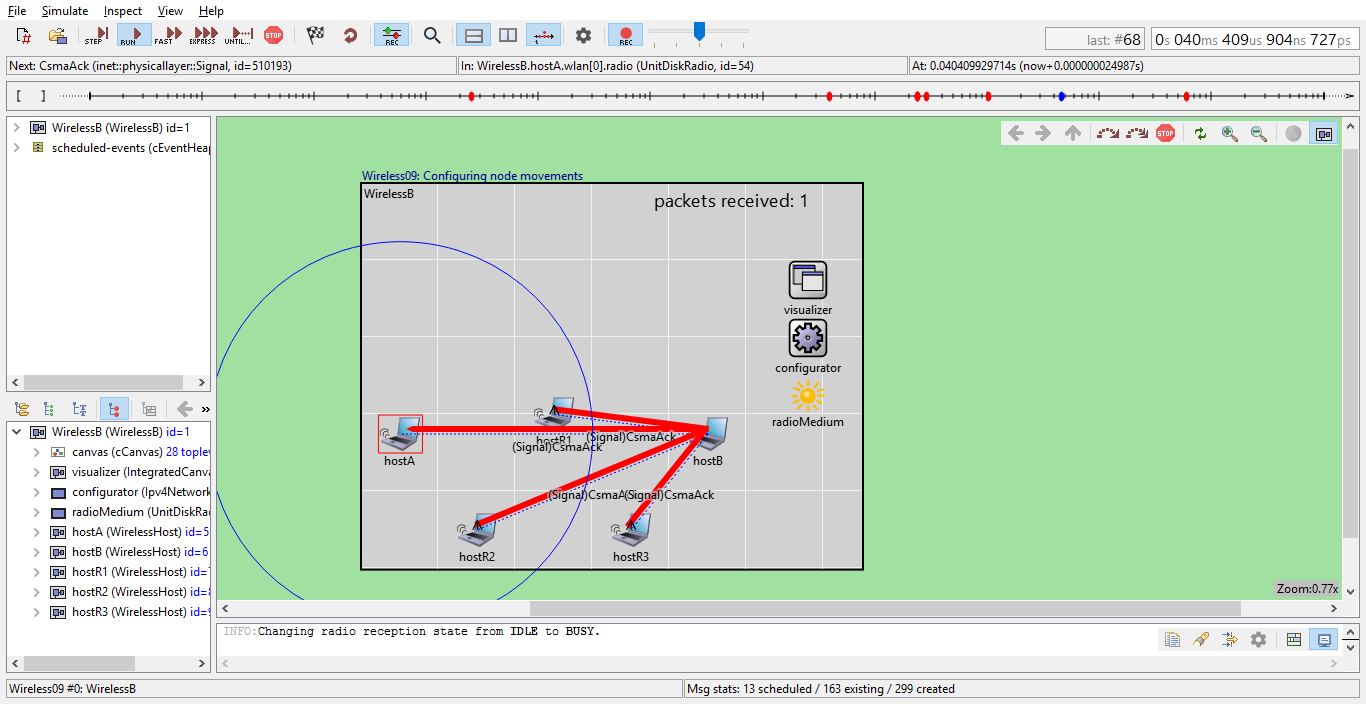 File Simulate Inspect View Help
STEP RUN FAST EXPRESS UNTIL... STOP REC REC
last: #68 0s 040ms 409us 904ns 727ps
Next: CsmaAck (inet::physicallayer::Signal, id=510193) In: WirelessB.hostA.wlan[0].radio (UnitDiskRadio, id=54) At: 0.040409929714s (now+0.000000024987s)
[ ]
WirelessB (WirelessB) id=1
scheduled-events (cEventHeap
WirelessB (WirelessB) id=1
canvas (cCanvas) 28 toplev
visualizer (IntegratedCanva
configurator (Ipv4Network
radioMedium (UnitDiskRad
hostA (WirelessHost) id=5
hostB (WirelessHost) id=6
hostR1 (WirelessHost) id=
hostR2 (WirelessHost) id=
hostR3 (WirelessHost) id=
STOP
Wireless09: Configuring node movements
WirelessB
packets received: 1
visualizer
configurator
radioMedium
hostR1
(Signal)CsmaAck
(Signal)CsmaAck
hostA
hostB
(Signal)CsmaA
(Signal)CsmaAck
hostR2
hostR3
Zoom:0.77x
INFO:Changing radio reception state from IDLE to BUSY.
Wireless09 #0: WirelessB Msg stats: 13 scheduled / 163 existing / 299 created